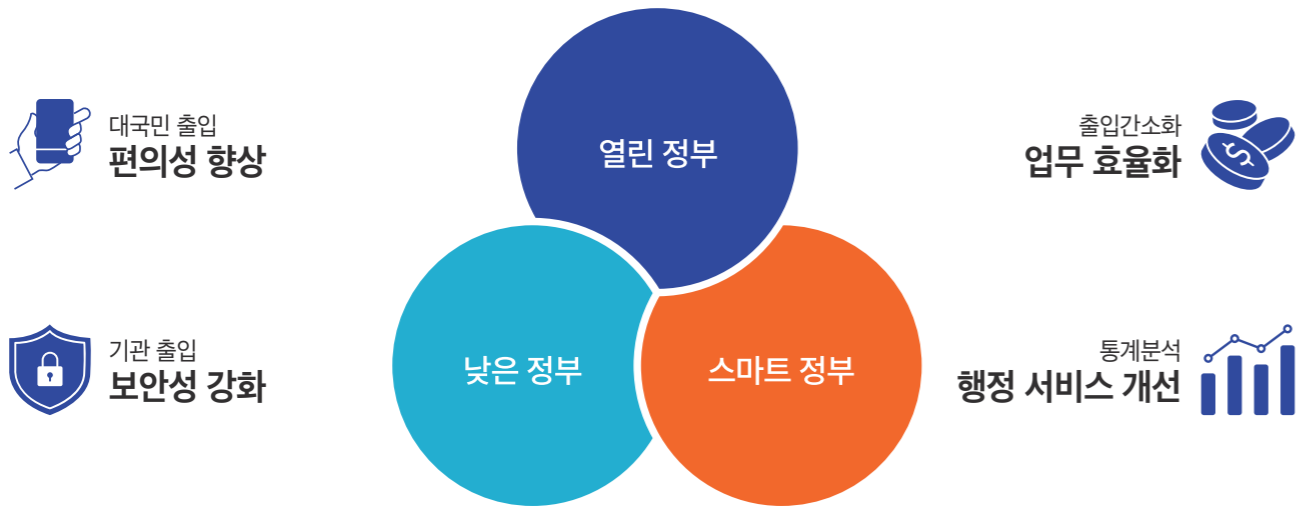 대국민 출입
편의성 향상
열린 정부
출입간소화
업무 효율화
기관 출입
보안성 강화
낮은 정부
스마트 정부
통계분석
행정 서비스 개선